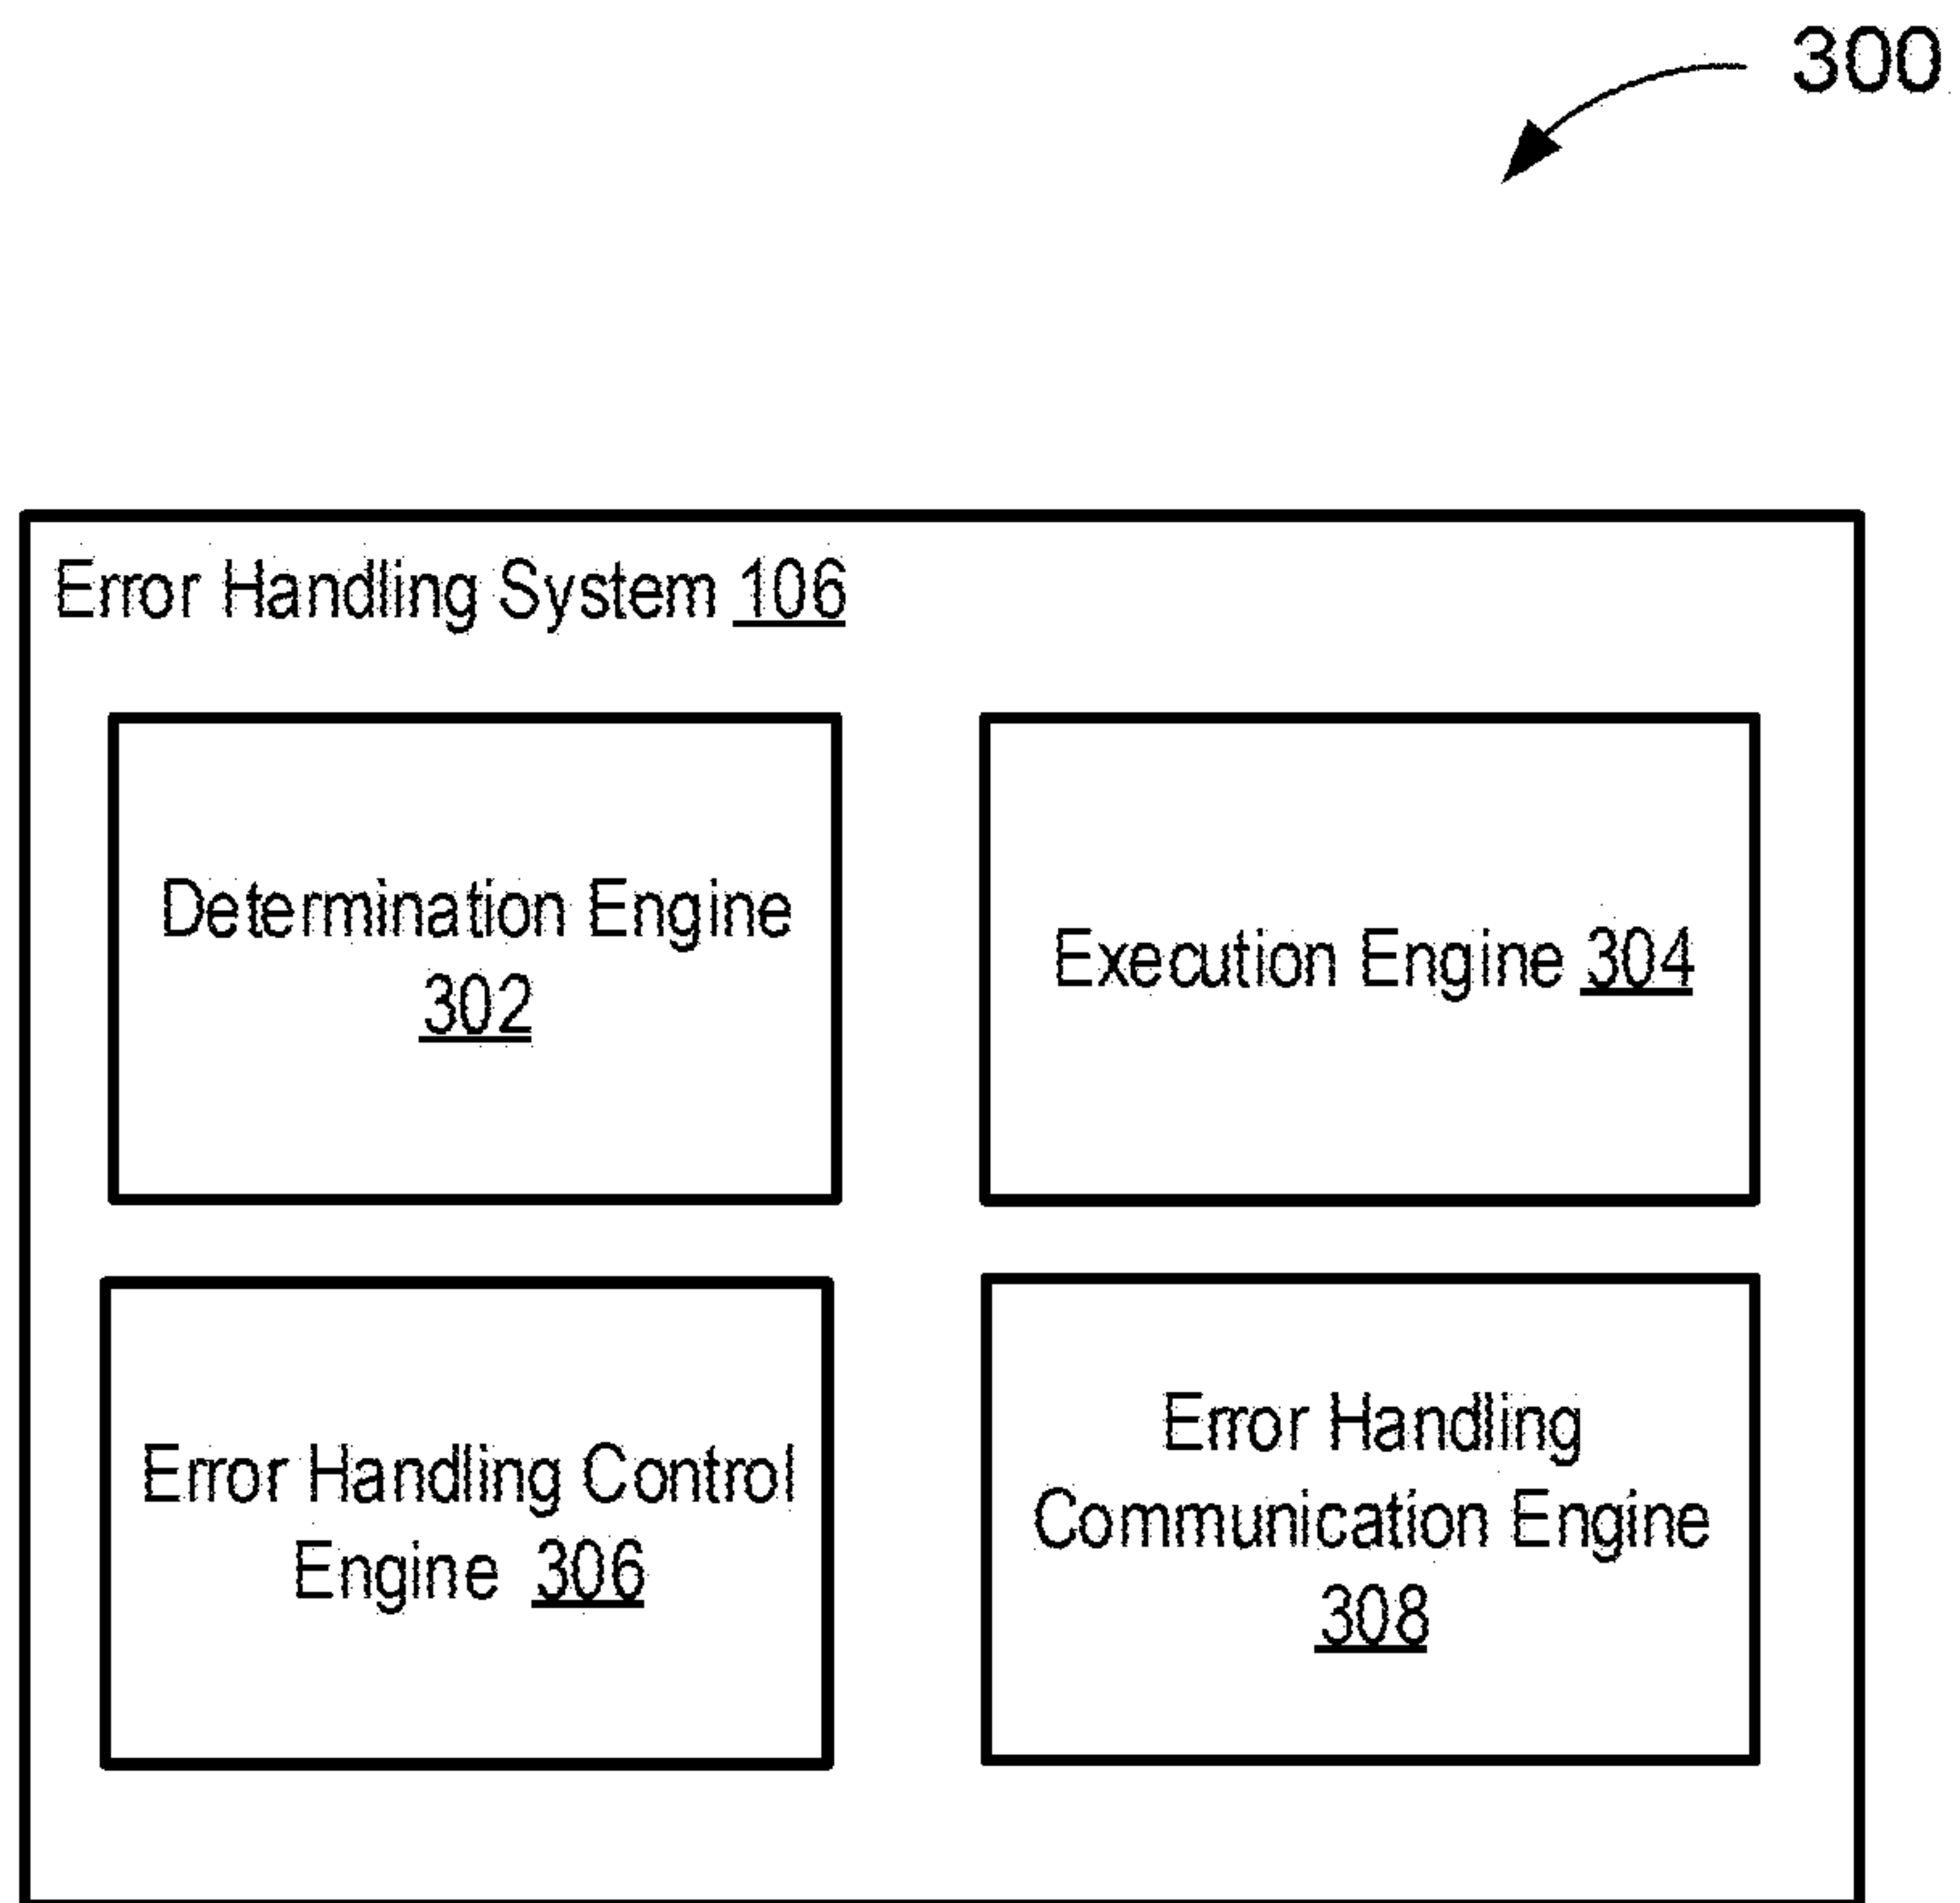 300
Error Handling System 106
Determination Engine
302
Execution Engine 304
Error Handling Control
Engine 306
Error Handling
Communication Engine
308